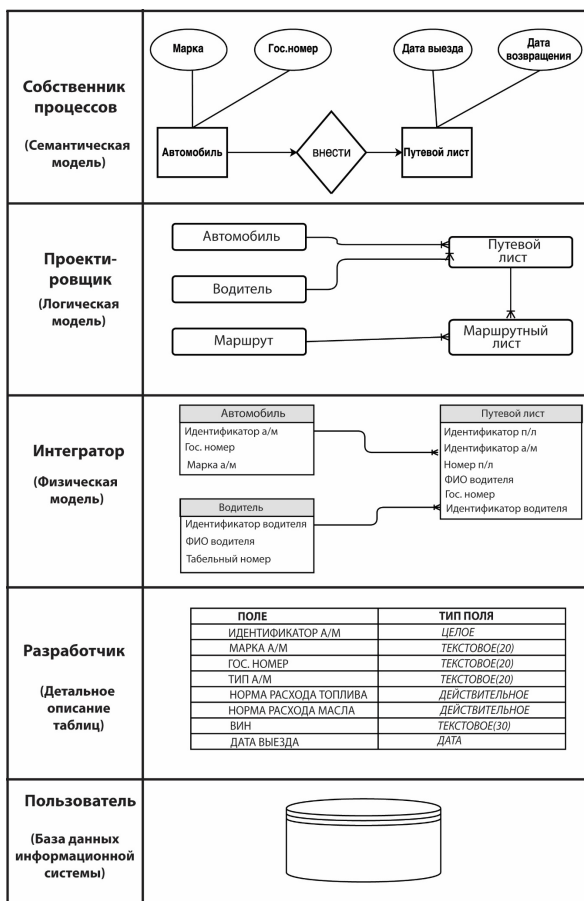 Собственник
процессов
(Семантическая
модель)
Марка
Гос.номер
Дата выезда
Дата
возвращения
Автомобиль
внести
Путевой лист
Проекти-
ровщик
(Логическая
модель)
Автомобиль
Водитель
Маршрут
Путевой
лист
Маршрутный
лист
Интегратор
(Физическая
модель)
Автомобиль
Идентификатор а/м
Гос. номер
Марка а/м
Водитель
Идентификатор водителя
ФИО водителя
Табельный номер
Путевой лист
Идентификатор п/л
Идентификатор а/м
Номер п/л
ФИО водителя
Гос. номер
Идентификатор водителя
Разработчик
(Детальное
описание
таблиц)
ПОЛЕ ТИП ПОЛЯ
ИДЕНТИФИКАТОР А/М ЦЕЛОЕ
МАРКА А/М ТЕКСТОВОЕ(20)
ГОС. НОМЕР ТЕКСТОВОЕ(20)
ТИП А/М ТЕКСТОВОЕ(20)
НОРМА РАСХОДА ТОПЛИВА ДЕЙСТВИТЕЛЬНОЕ
НОРМА РАСХОДА МАСЛА ДЕЙСТВИТЕЛЬНОЕ
ВИН ТЕКСТОВОЕ(30)
ДАТА ВЫЕЗДА ДАТА
Пользователь
(База данных
информационной
системы)